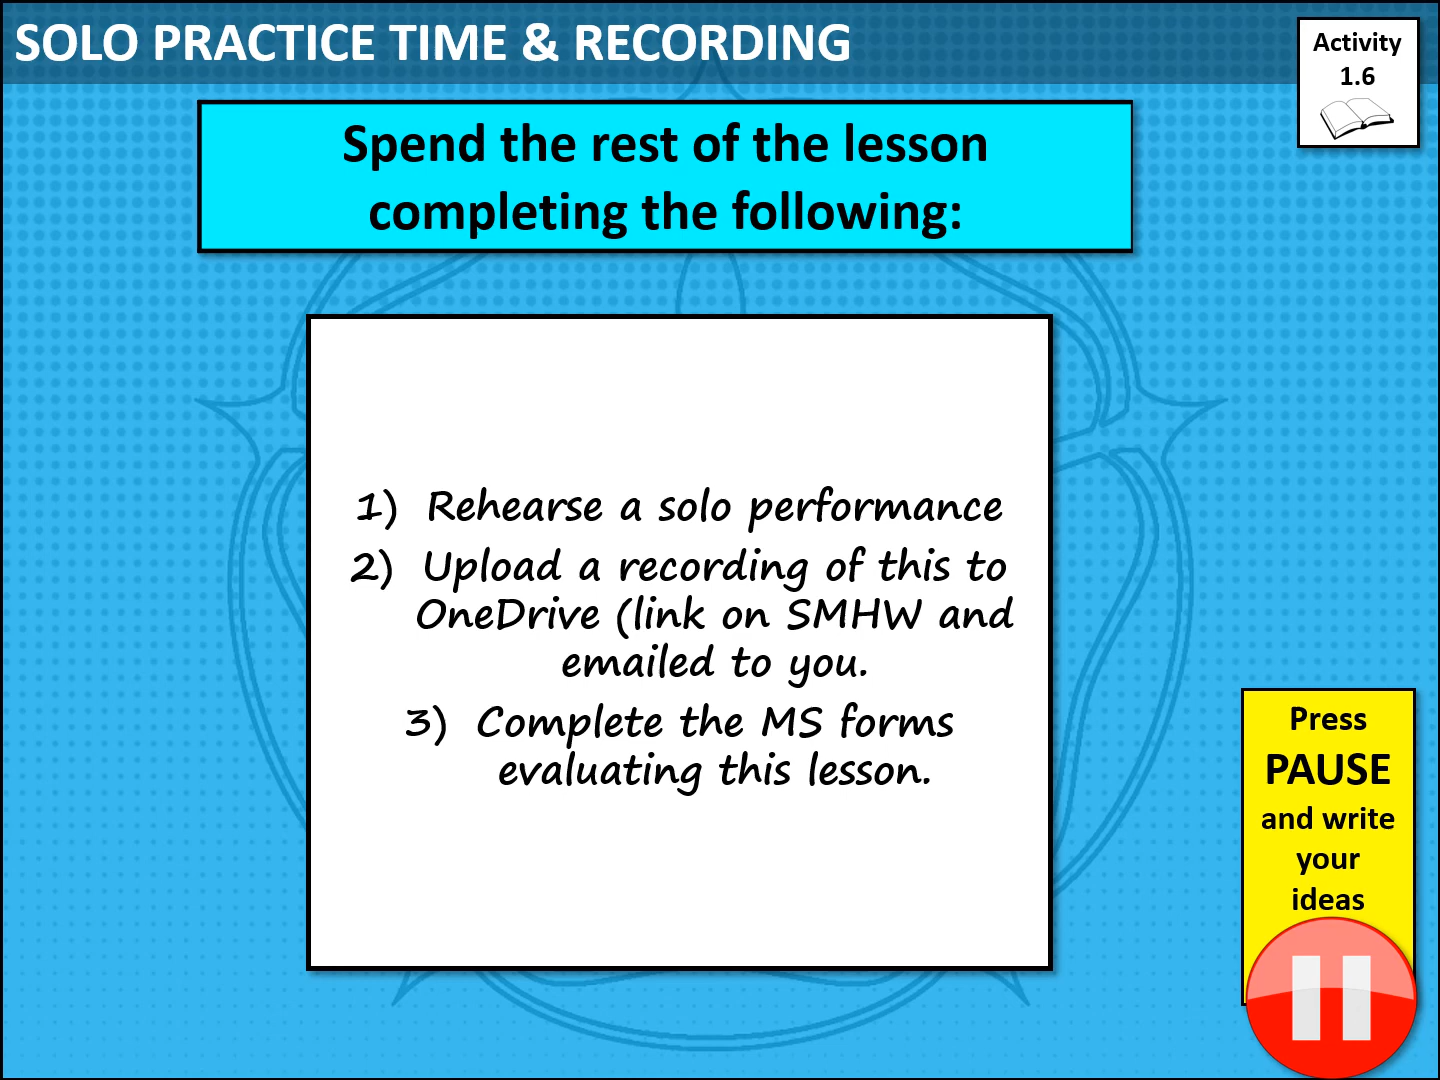 SOLO PRACTICE TIME & RECORDING
Activity
1.6
Spend the rest of the lesson
completing the following:
1) Rehearse a solo performance
2) Upload a recording of this to
OneDrive (link on SMHW and
emailed to you.
3) Complete the MS forms
evaluating this lesson.
Press
PAUSE
and write
your
ideas